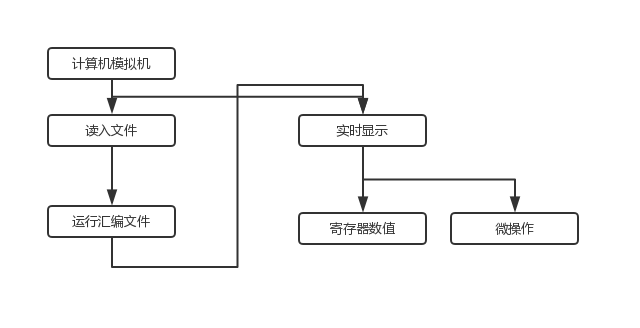 计算机模拟机
读入文件
实时显示
运行汇编文件
寄存器数值
微操作